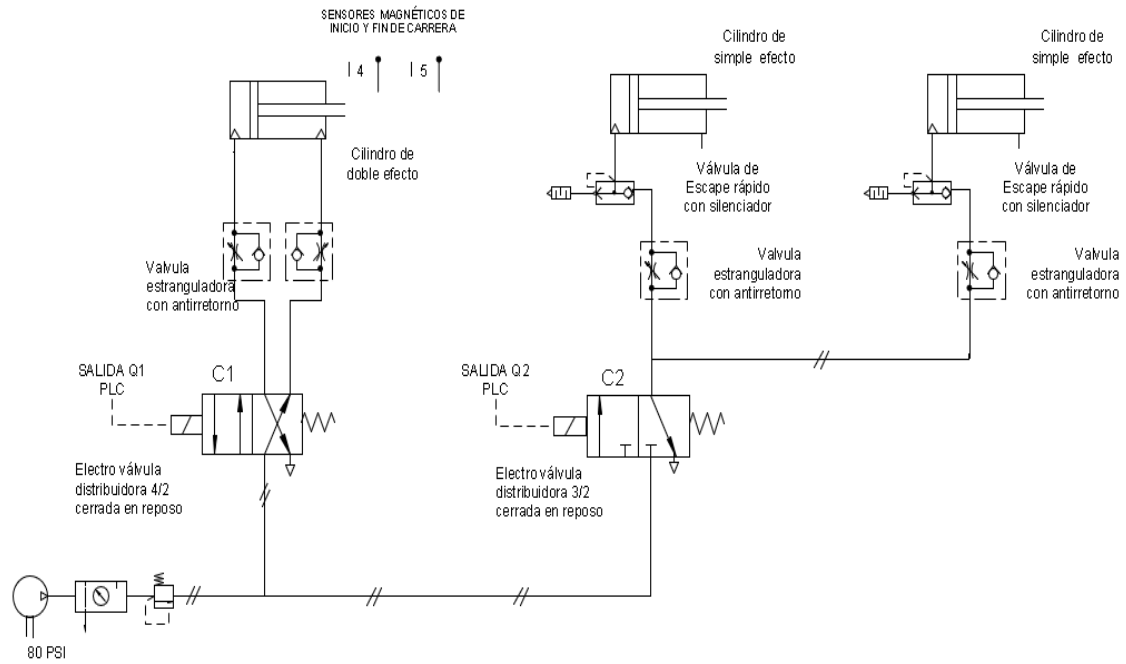 SENSORES MAGNÉTICOS DE
INICIO Y FIN DE CARRERA
I 4
I 5
Cilindro de
doble efecto
Cilindro de
simple efecto
Cilindro de
simple efecto
Válvula de
Escape rápido
con silenciador
Válvula de
Escape rápido
con silenciador
Valvula
estranguladora
con antirretorno
Valvula
estranguladora
con antirretorno
Valvula
estranguladora
con antirretorno
SALIDA Q1
PLC
C1
SALIDA Q2
PLC
C2
Electro válvula
distribuidora 4/2
cerrada en reposo
Electro válvula
distribuidora 3/2
cerrada en reposo
80 PSI